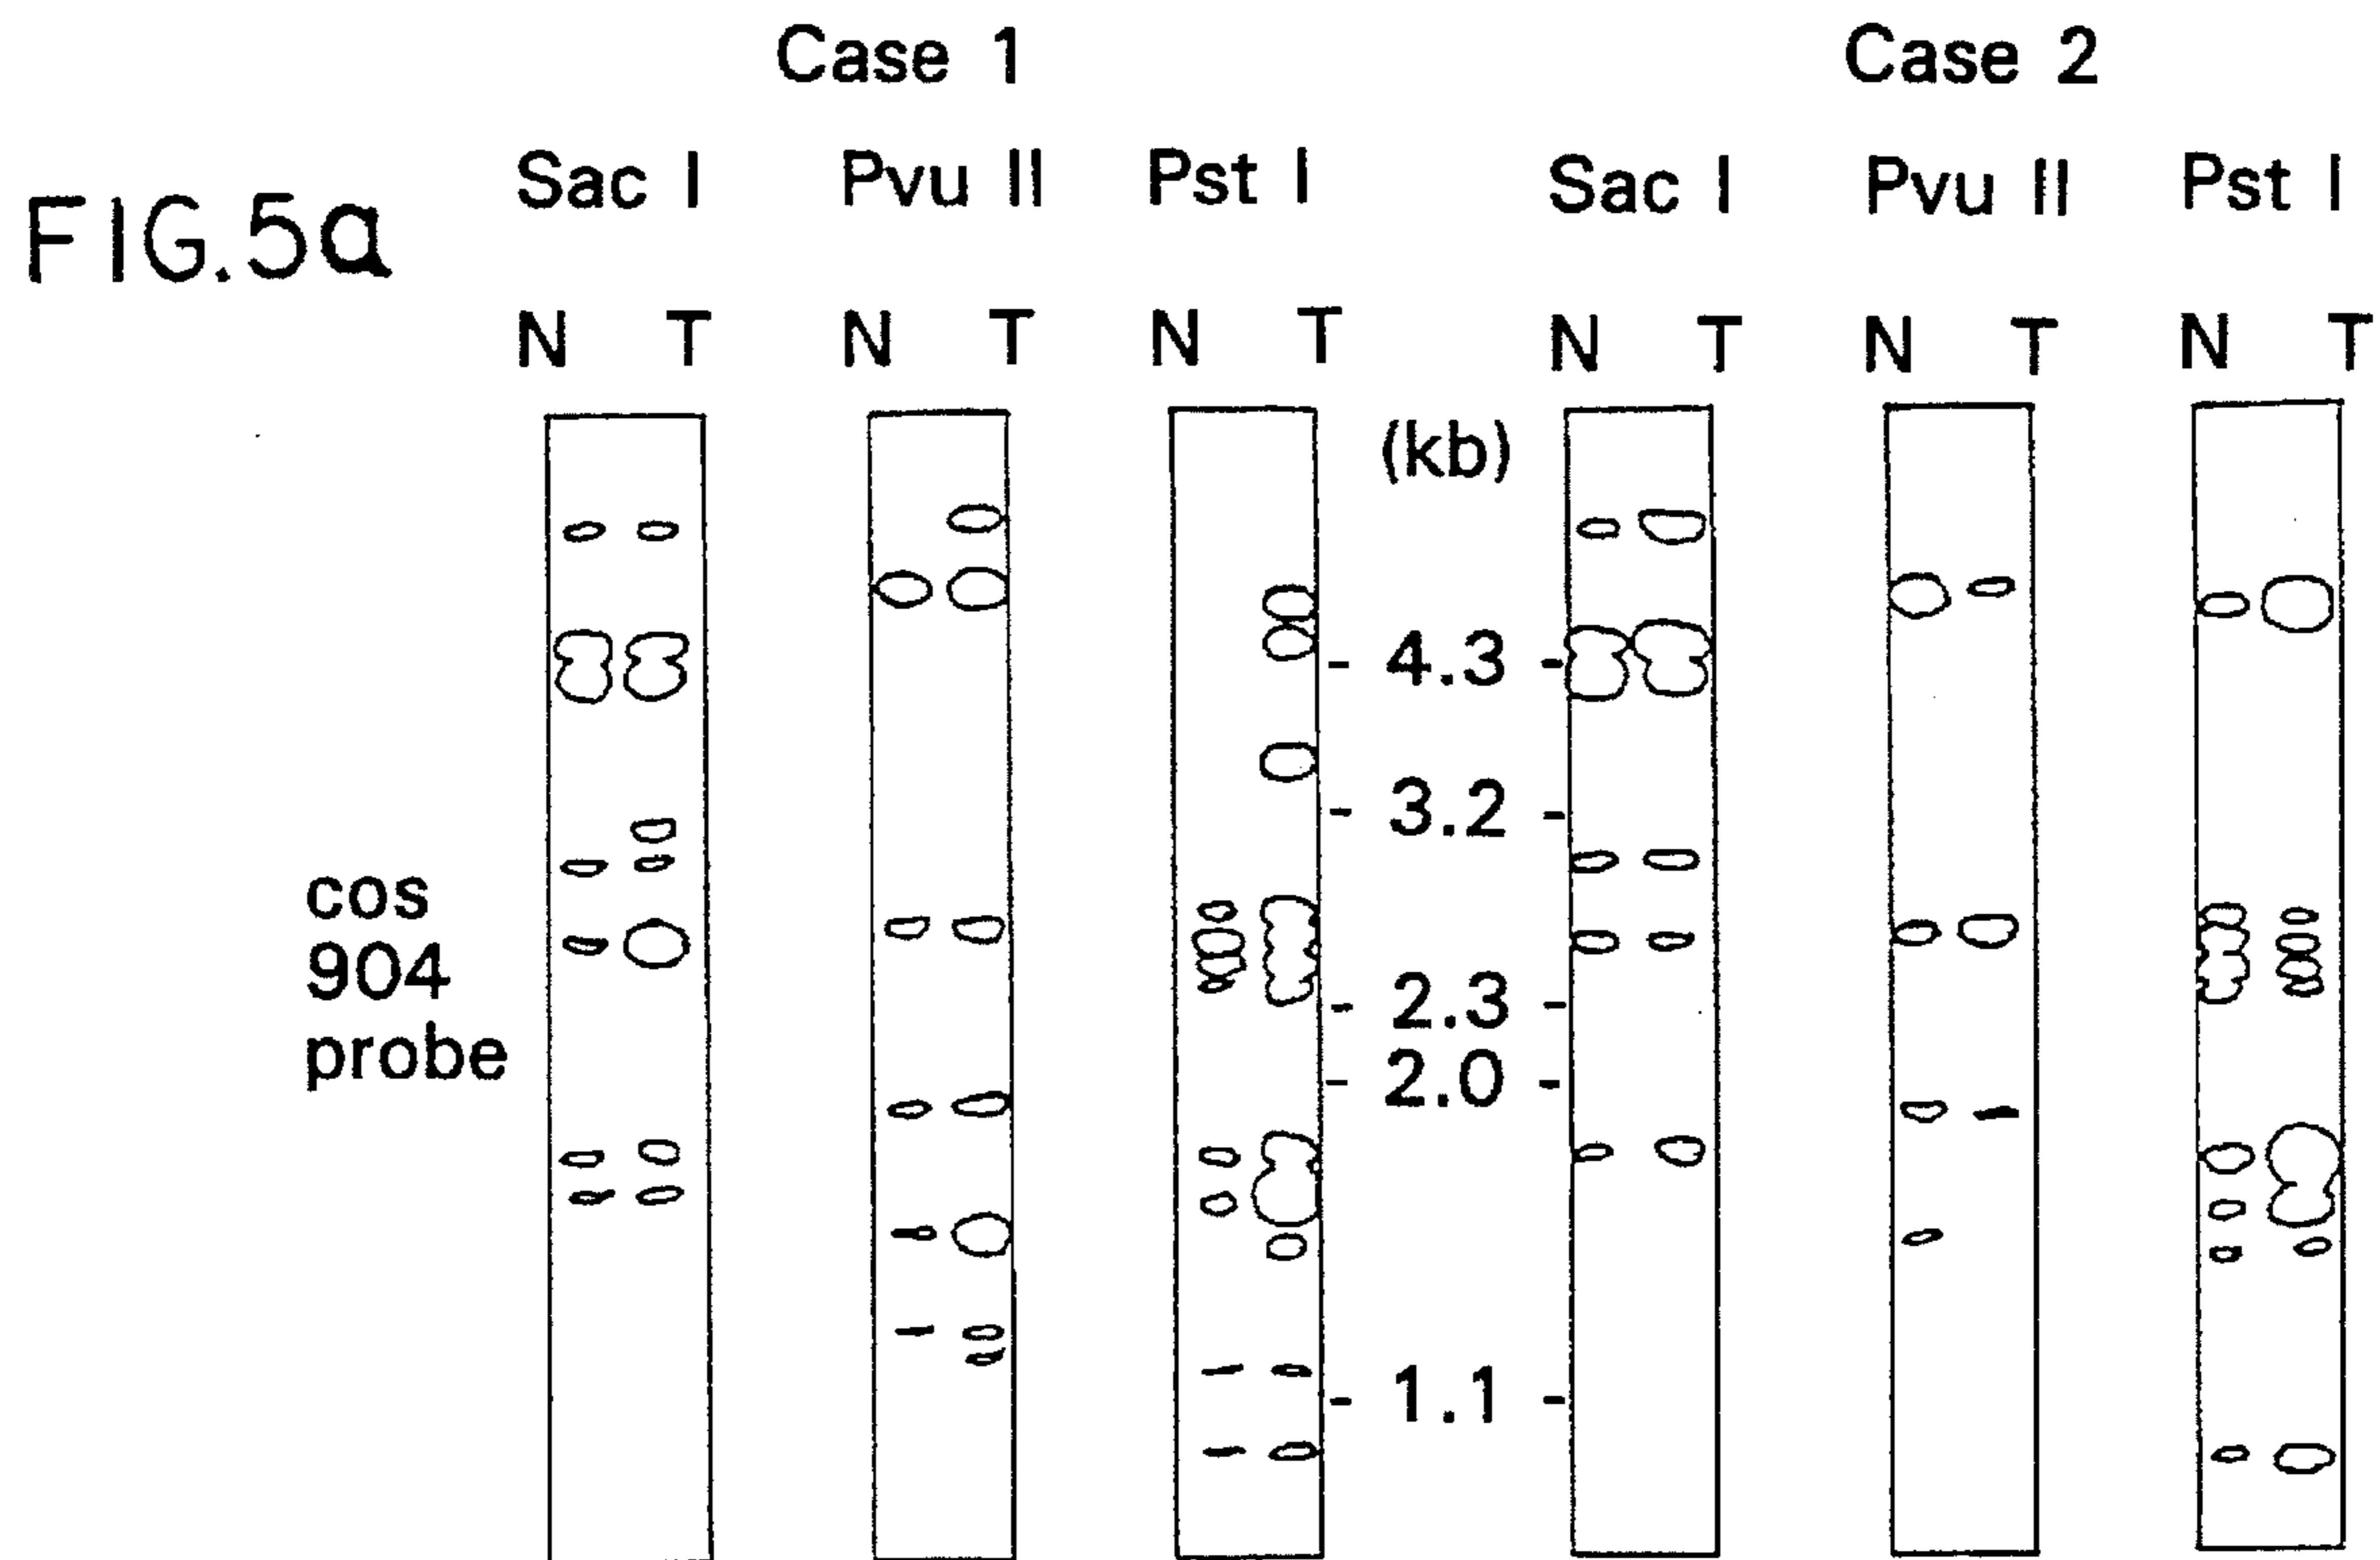 Case 1 Case 2
Sac I Pvu II Pst I Sac I Pvu II Pst I
FIG.5a
N T N T N T N T N T N T
(kb)
- 4.3 -
- 3.2 -
cos
904
probe
- 2.3 -
- 2.0 -
- 1.1 -